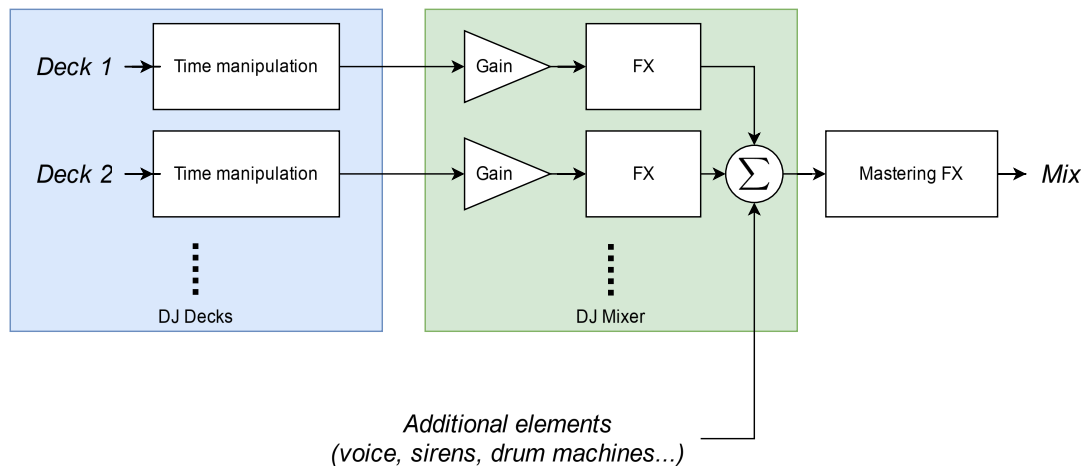 Deck 1
Time manipulation
Gain
FX
Deck 2
Time manipulation
Gain
FX
Σ
Mastering FX
Mix
DJ Decks
DJ Mixer
Additional elements
(voice, sirens, drum machines...)